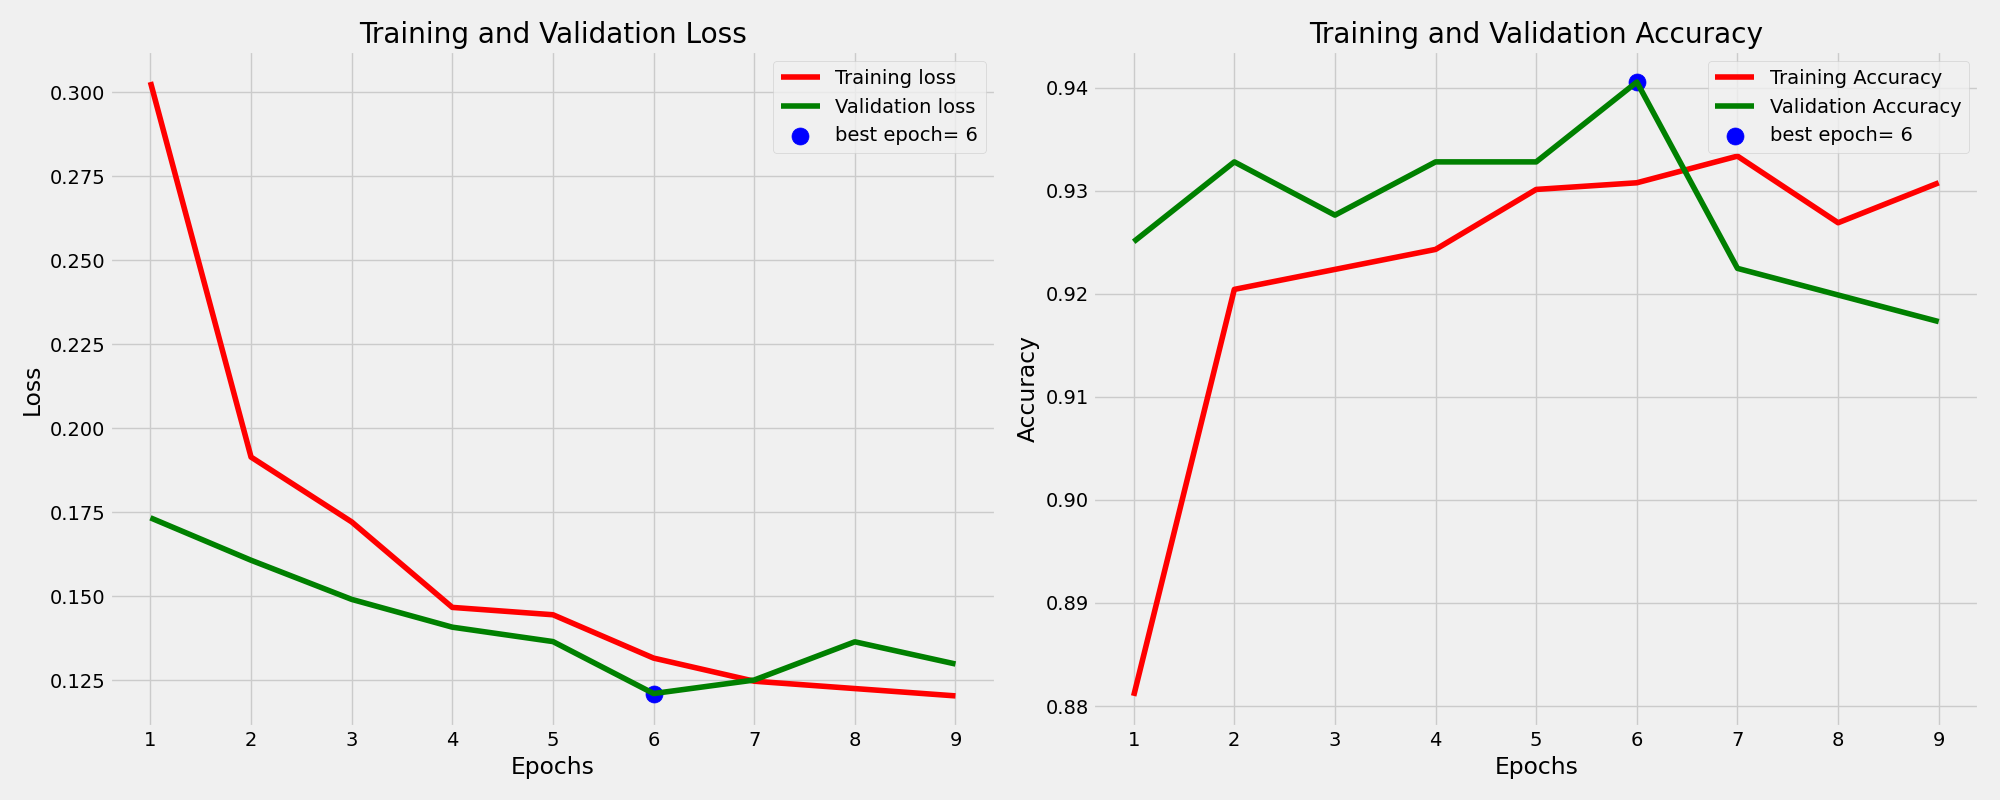 Training and Validation Loss
Loss
0.300
0.275
0.250
0.225
0.200
0.175
0.150
0.125
Training loss
Validation loss
best epoch= 6
1 2 3 4 5 6 7 8 9
Epochs
Training and Validation Accuracy
Accuracy
0.94
0.93
0.92
0.91
0.90
0.89
0.88
Training Accuracy
Validation Accuracy
best epoch= 6
1 2 3 4 5 6 7 8 9
Epochs